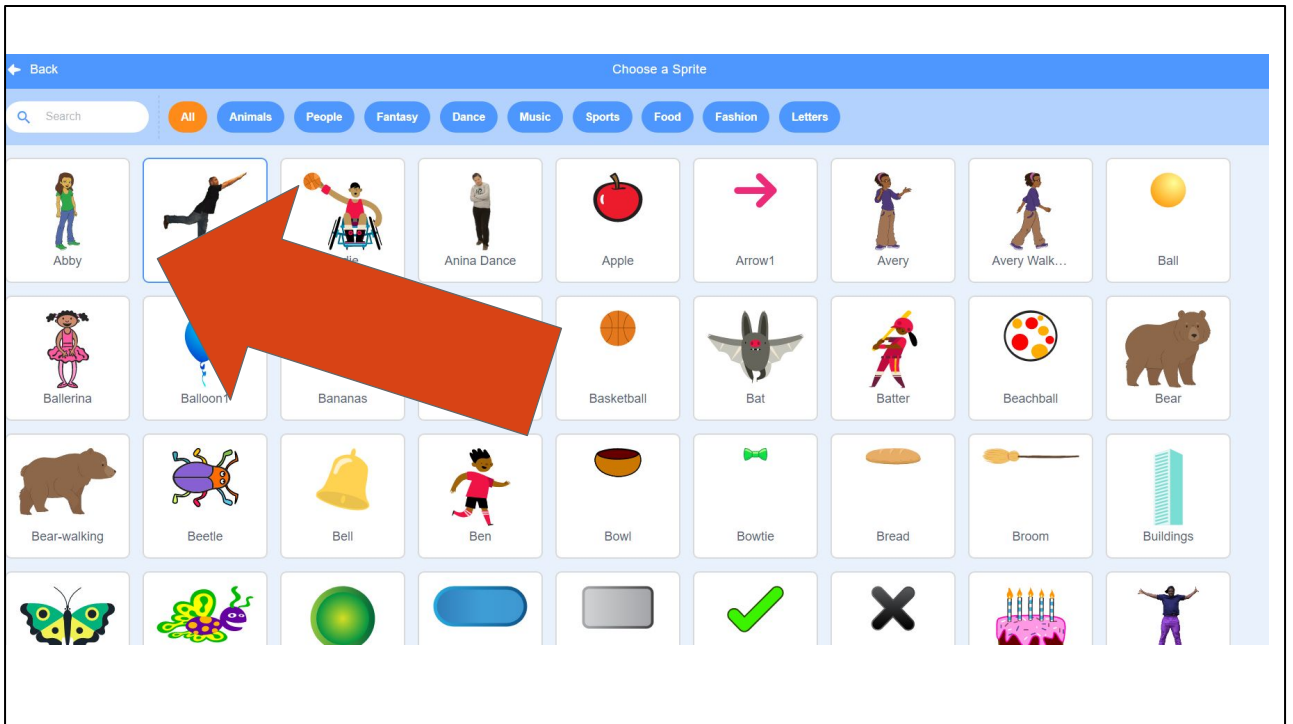 Back
Choose a Sprite
Search
All Animals People Fantasy Dance Music Sports Food Fashion Letters
Abby
Anina Dance Apple Arrow1 Avery Avery Walk... Ball
Ballerina Balloon1 Bananas Basketball Bat Batter Beachball Bear
Bear-walking Beetle Bell Ben Bowl Bowtie Bread Broom Buildings